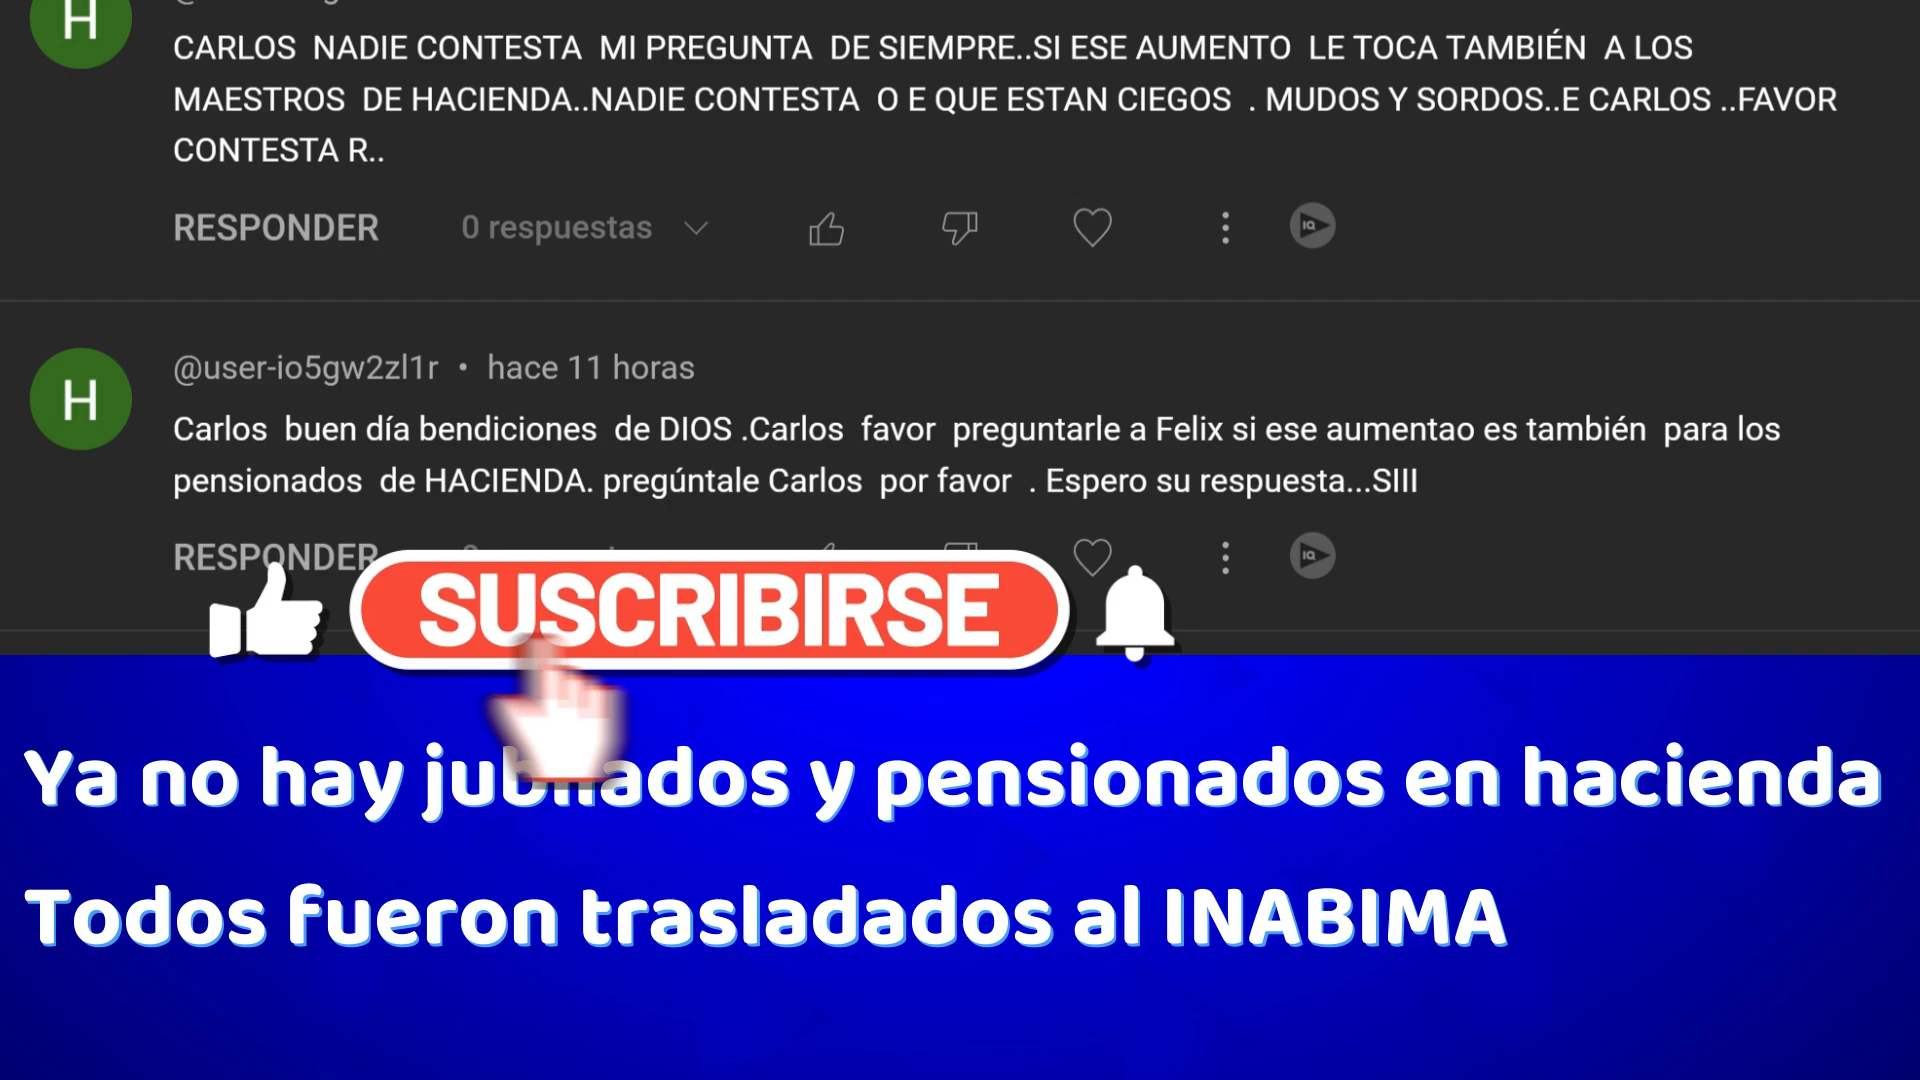 H
CARLOS NADIE CONTESTA MI PREGUNTA DE SIEMPRE..SI ESE AUMENTO LE TOCA TAMBIÉN A LOS
MAESTROS DE HACIENDA..NADIE CONTESTA O E QUE ESTAN CIEGOS . MUDOS Y SORDOS..E CARLOS ..FAVOR
CONTESTA R..
RESPONDER 0 respuestas IQ
H
@user-io5gw2zl1r • hace 11 horas
Carlos buen día bendiciones de DIOS .Carlos favor preguntarle a Felix si ese aumentao es también para los
pensionados de HACIENDA. pregúntale Carlos por favor . Espero su respuesta...SIII
RESPONDER IQ
SUSCRIBIRSE
Ya no hay jubilados y pensionados en hacienda
Todos fueron trasladados al INABIMA